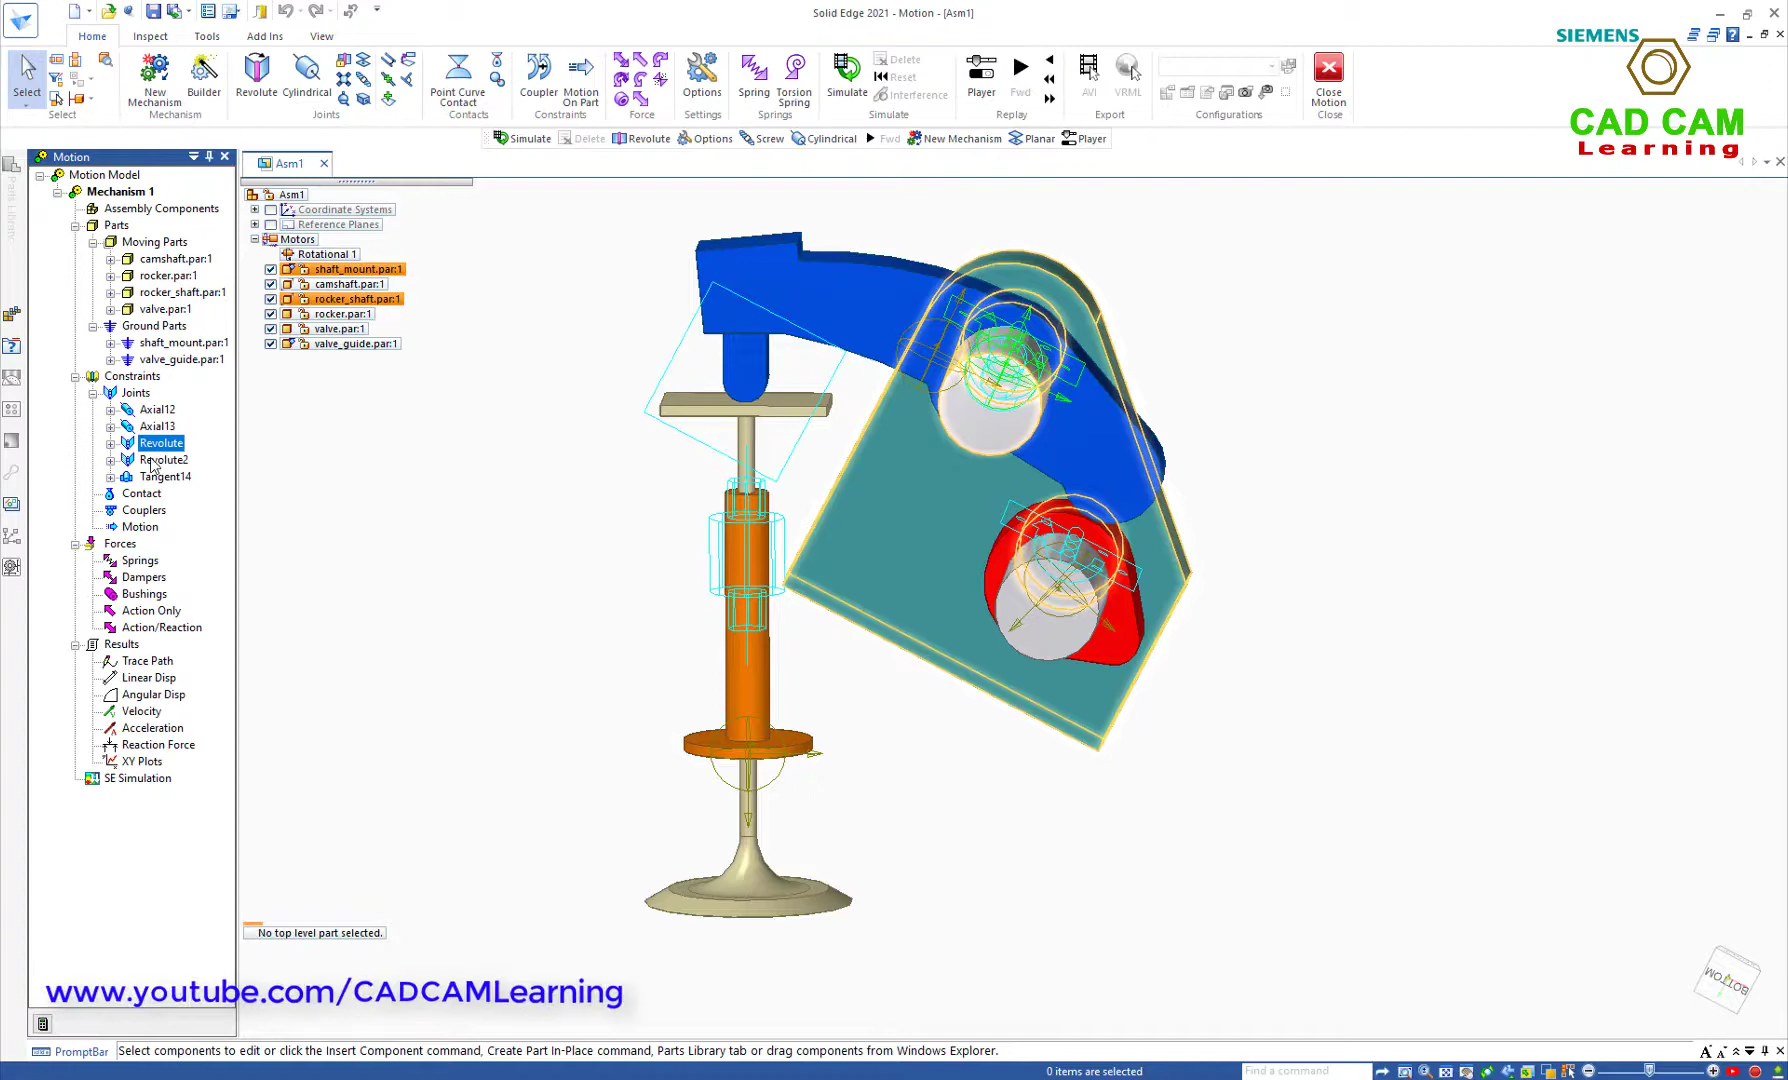 Solid Edge 2021 - Motion - [Asm1]
Home
Inspect
Tools
Add Ins
View
SIEMENS
CAD CAM
Learning
Select
New Mechanism
Builder
Revolute
Cylindrical
Point Curve Contact
Coupler
Motion On Part
Options
Spring
Torsion Spring
Simulate
Delete
Reset
Interference
Player
Fwd
AVI
VRML
Close Motion
Select
Mechanism
Joints
Contacts
Constraints
Force
Settings
Springs
Simulate
Replay
Export
Configurations
Close
Simulate
Delete
Revolute
Options
Screw
Cylindrical
Fwd
New Mechanism
Planar
Player
Motion
Motion Model
Mechanism 1
Assembly Components
Parts
Moving Parts
camshaft.par:1
rocker.par:1
rocker_shaft.par:1
valve.par:1
Ground Parts
shaft_mount.par:1
valve_guide.par:1
Constraints
Joints
Axial12
Axial13
Revolute
Revolute2
Tangent14
Contact
Couplers
Motion
Forces
Springs
Dampers
Bushings
Action Only
Action/Reaction
Results
Trace Path
Linear Disp
Angular Disp
Velocity
Acceleration
Reaction Force
XY Plots
SE Simulation
Parts Library
Asm1
Asm1
Coordinate Systems
Reference Planes
Motors
Rotational 1
shaft_mount.par:1
camshaft.par:1
rocker_shaft.par:1
rocker.par:1
valve.par:1
valve_guide.par:1
No top level part selected.
BOTTOM
www.youtube.com/CADCAMLearning
PromptBar
Select components to edit or click the Insert Component command, Create Part In-Place command, Parts Library tab or drag components from Windows Explorer.
0 items are selected
Find a command